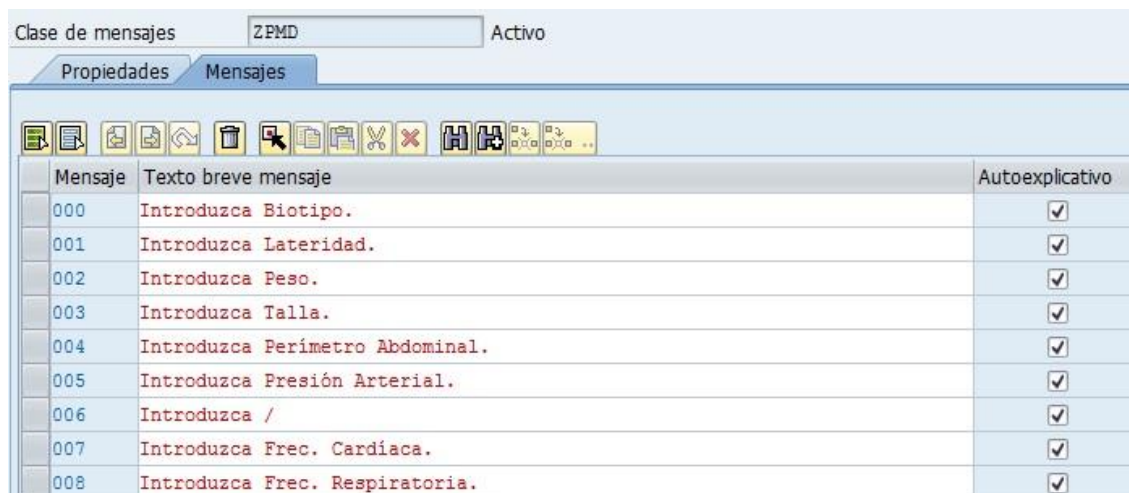 Clase de mensajes ZPMD Activo
Propiedades Mensajes
Mensaje Texto breve mensaje Autoexplicativo
000 Introduzca Biotipo.
001 Introduzca Lateridad.
002 Introduzca Peso.
003 Introduzca Talla.
004 Introduzca Perímetro Abdominal.
005 Introduzca Presión Arterial.
006 Introduzca /
007 Introduzca Frec. Cardíaca.
008 Introduzca Frec. Respiratoria.